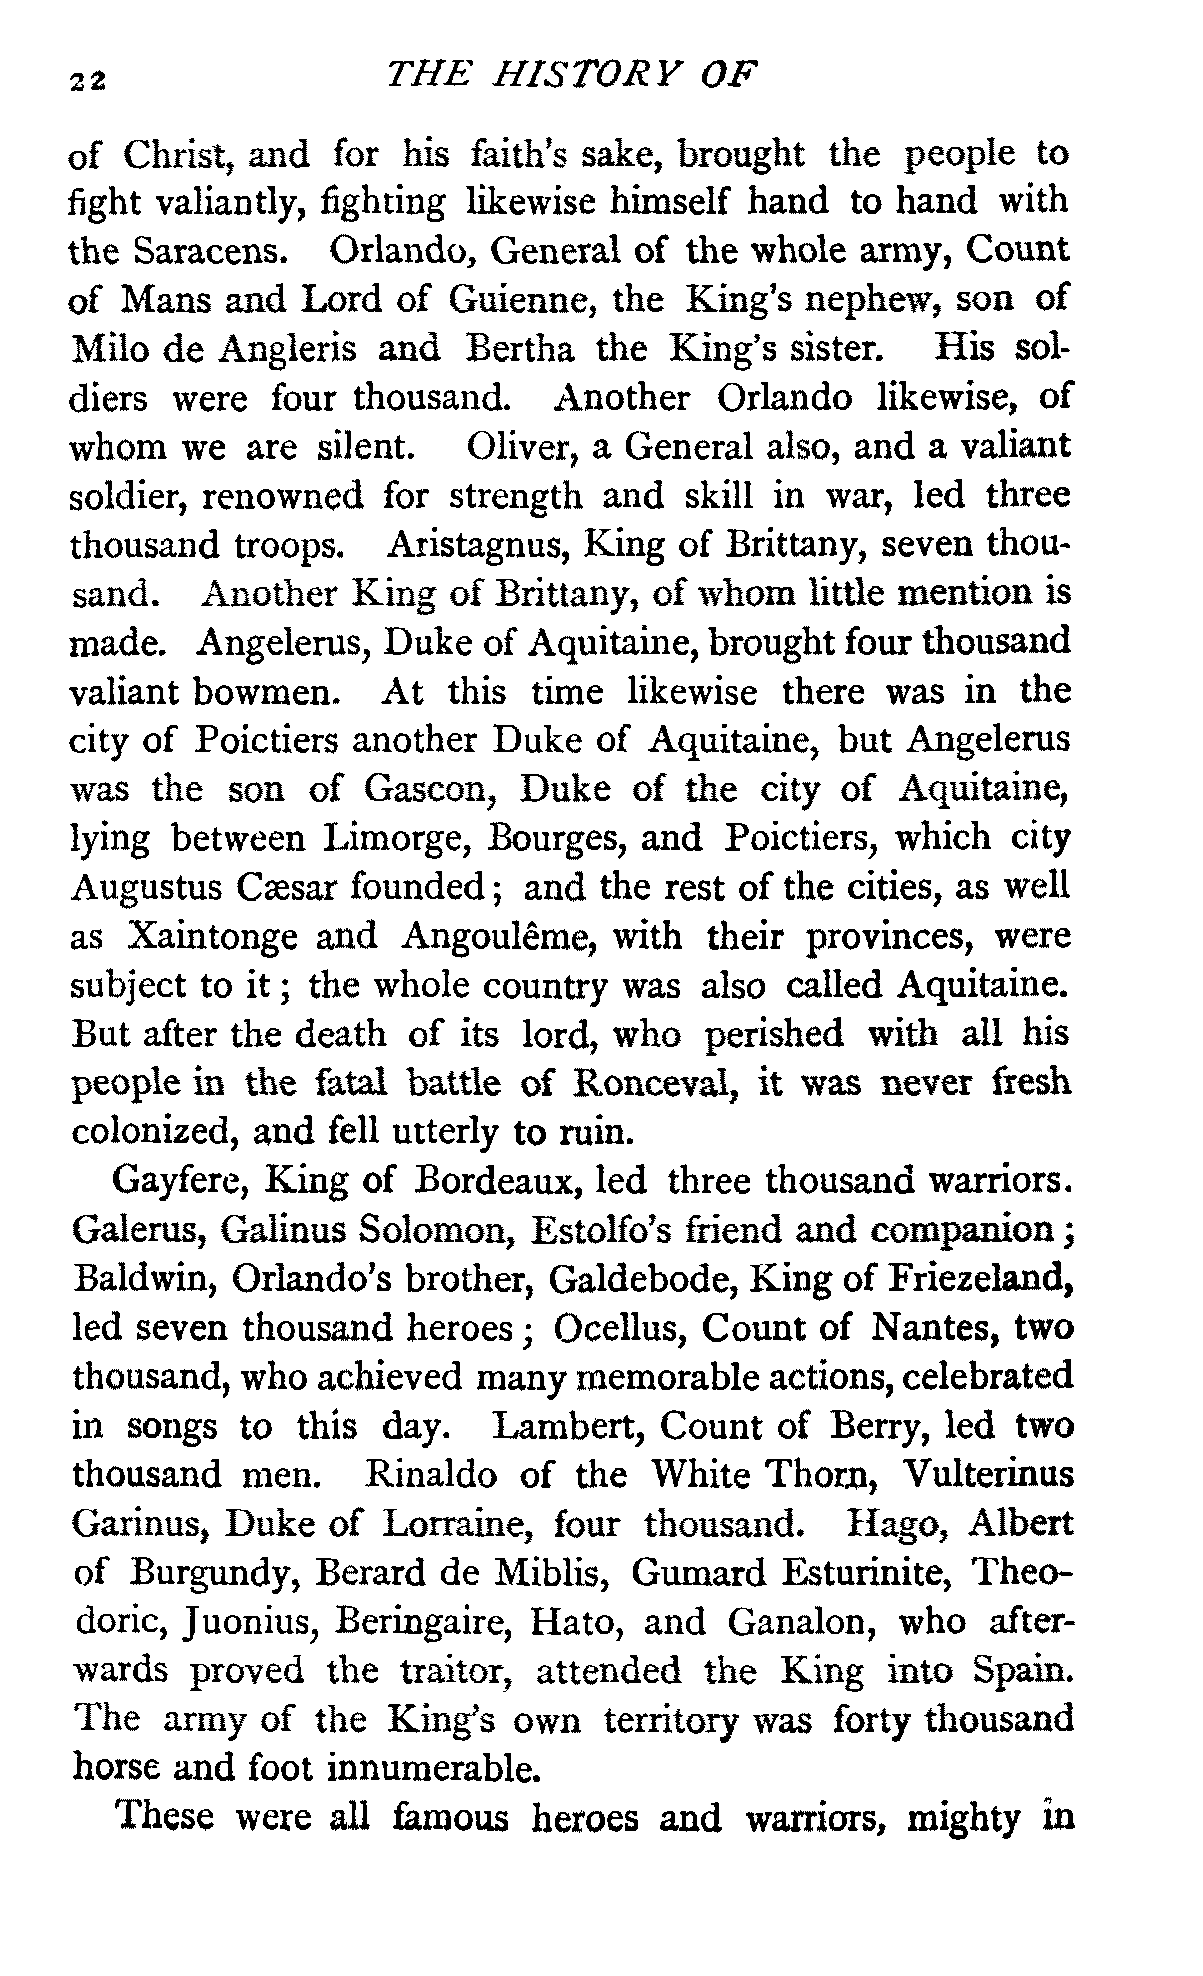 22 THE HISTORY OF
of Christ, and for his faith's sake, brought the people to
fight valiantly, fighting likewise himself hand to hand with
the Saracens. Orlando, General of the whole army, Count
of Mans and Lord of Guienne, the King's nephew, son of
Milo de Angleris and Bertha the King's sister. His sol-
diers were four thousand. Another Orlando likewise, of
whom we are silent. Oliver, a General also, and a valiant
soldier, renowned for strength and skill in war, led three
thousand troops. Aristagnus, King of Brittany, seven thou-
sand. Another King of Brittany, of whom little mention is
made. Angelerus, Duke of Aquitaine, brought four thousand
valiant bowmen. At this time likewise there was in the
city of Poictiers another Duke of Aquitaine, but Angelerus
was the son of Gascon, Duke of the city of Aquitaine,
lying between Limorge, Bourges, and Poictiers, which city
Augustus Cæsar founded; and the rest of the cities, as well
as Xaintonge and Angoulême, with their provinces, were
subject to it; the whole country was also called Aquitaine.
But after the death of its lord, who perished with all his
people in the fatal battle of Ronceval, it was never fresh
colonized, and fell utterly to ruin.
Gayfere, King of Bordeaux, led three thousand warriors.
Galerus, Galinus Solomon, Estolfo's friend and companion;
Baldwin, Orlando's brother, Galdebode, King of Friezeland,
led seven thousand heroes; Ocellus, Count of Nantes, two
thousand, who achieved many memorable actions, celebrated
in songs to this day. Lambert, Count of Berry, led two
thousand men. Rinaldo of the White Thorn, Vulterinus
Garinus, Duke of Lorraine, four thousand. Hago, Albert
of Burgundy, Berard de Miblis, Gumard Esturinite, Theo-
doric, Juonius, Beringaire, Hato, and Ganalon, who after-
wards proved the traitor, attended the King into Spain.
The army of the King's own territory was forty thousand
horse and foot innumerable.
These were all famous heroes and warriors, mighty in